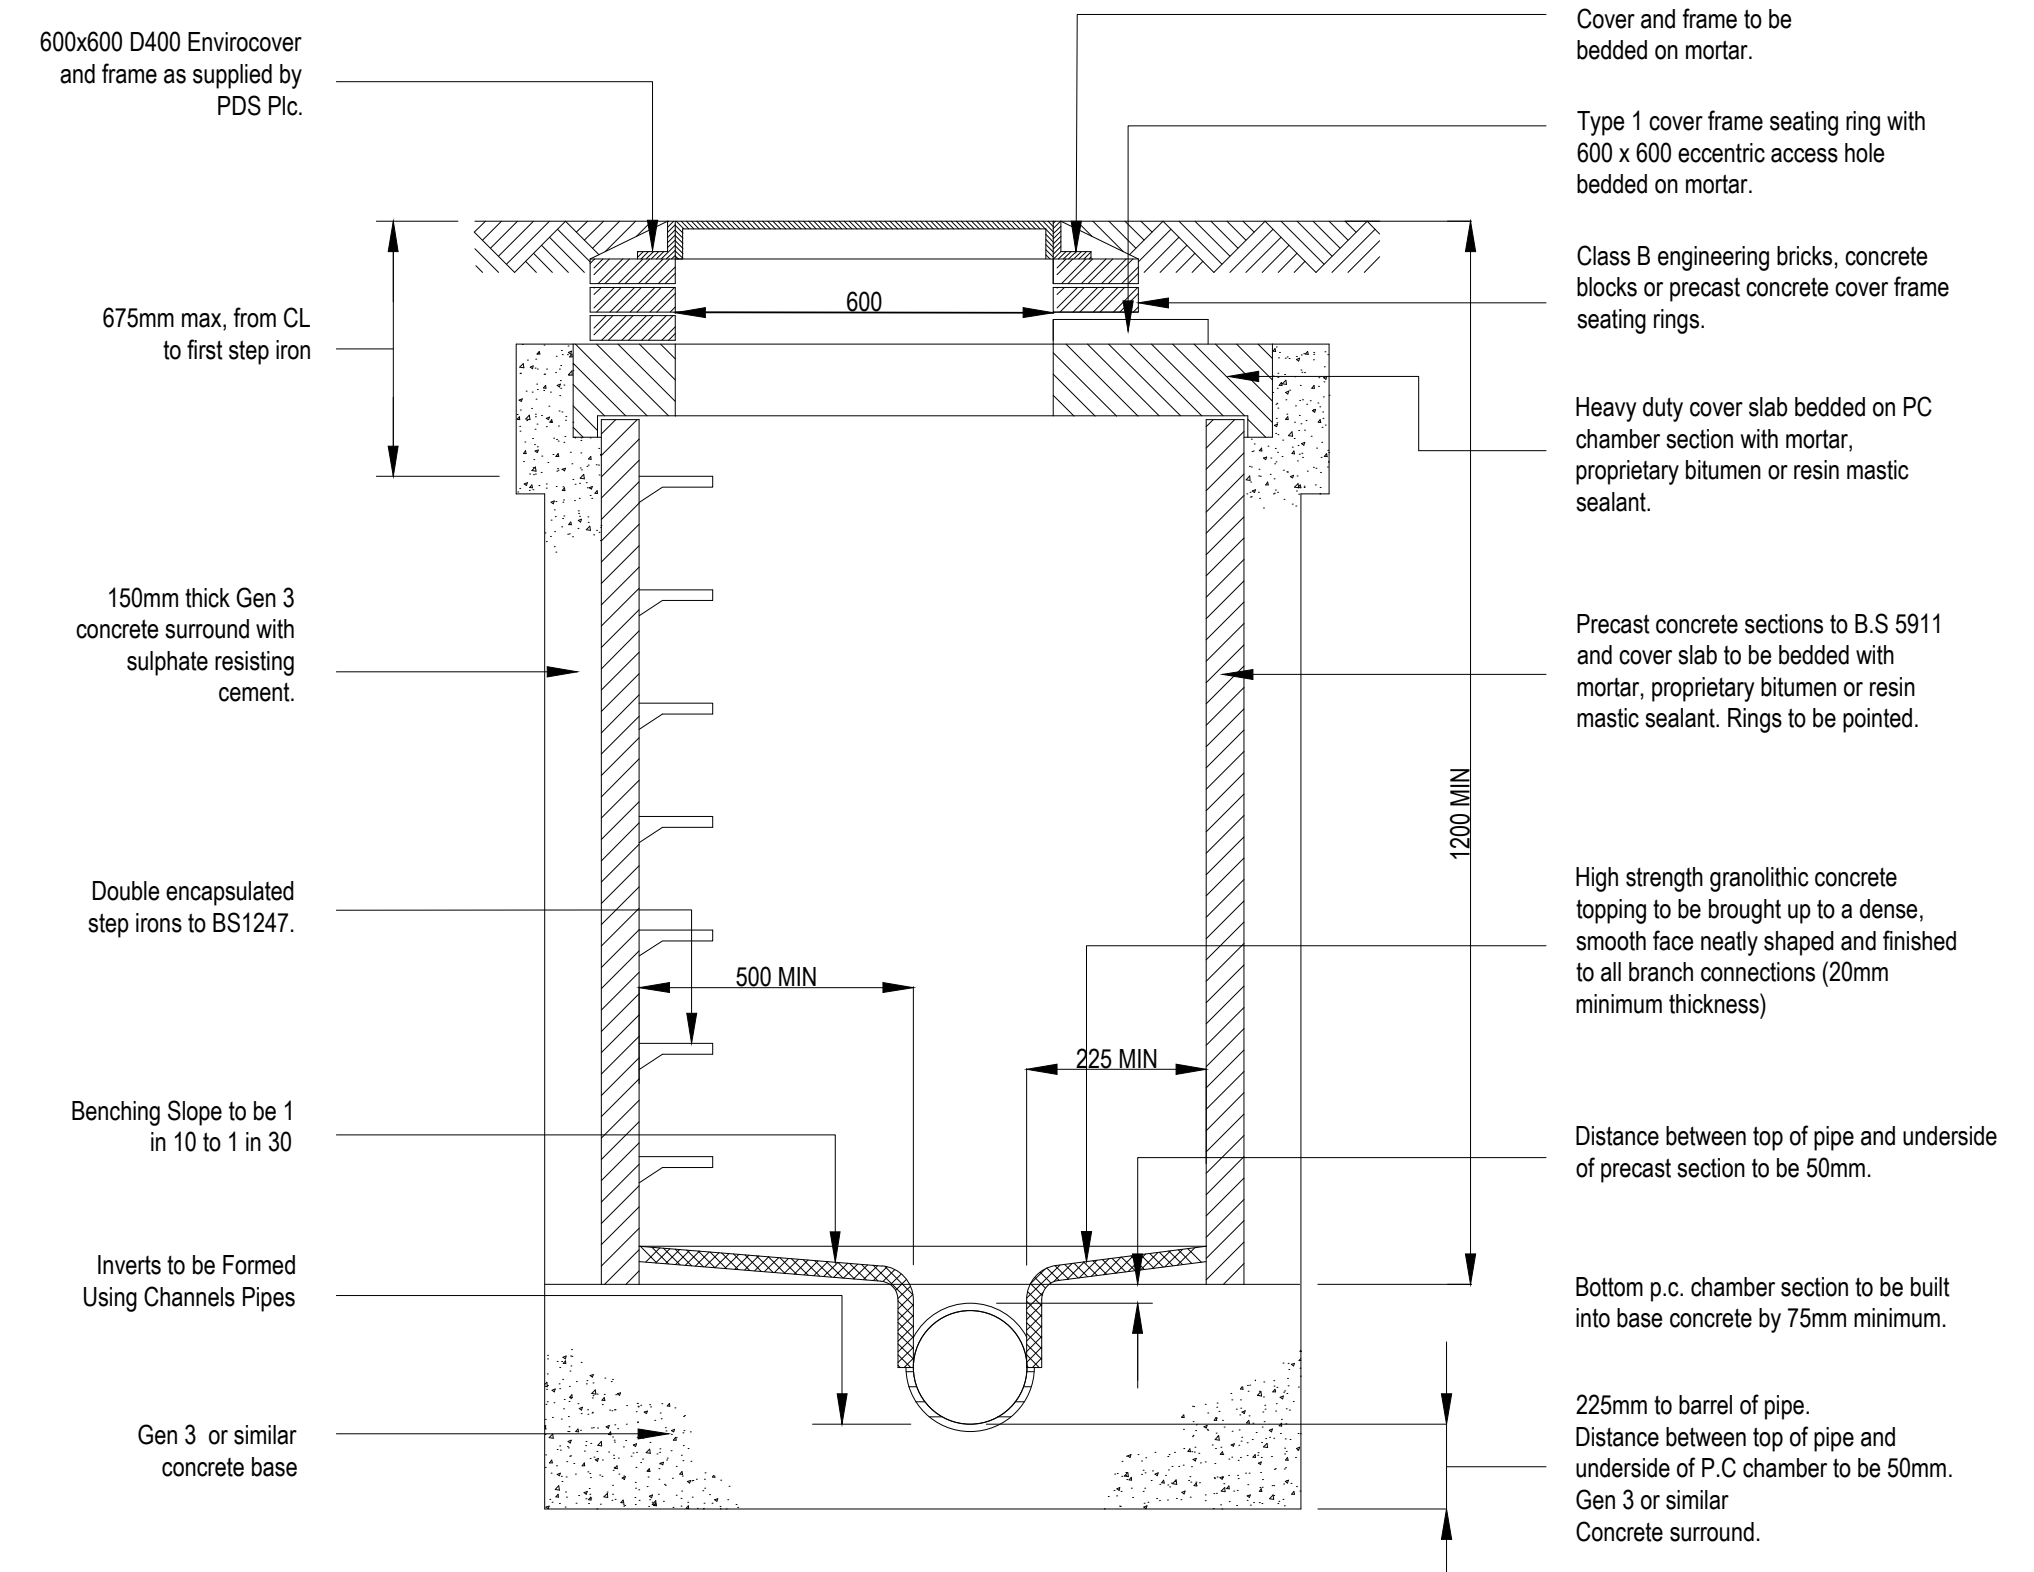 600x600 D400 Envirocover
and frame as supplied by
PDS Plc.
675mm max, from CL
to first step iron
150mm thick Gen 3
concrete surround with
sulphate resisting
cement.
Double encapsulated
step irons to BS1247.
Benching Slope to be 1
in 10 to 1 in 30
Inverts to be Formed
Using Channels Pipes
Gen 3 or similar
concrete base
600
500 MIN
225 MIN
1200 MIN
Cover and frame to be
bedded on mortar.
Type 1 cover frame seating ring with
600 x 600 eccentric access hole
bedded on mortar.
Class B engineering bricks, concrete
blocks or precast concrete cover frame
seating rings.
Heavy duty cover slab bedded on PC
chamber section with mortar,
proprietary bitumen or resin mastic
sealant.
Precast concrete sections to B.S 5911
and cover slab to be bedded with
mortar, proprietary bitumen or resin
mastic sealant. Rings to be pointed.
High strength granolithic concrete
topping to be brought up to a dense,
smooth face neatly shaped and finished
to all branch connections (20mm
minimum thickness)
Distance between top of pipe and underside
of precast section to be 50mm.
Bottom p.c. chamber section to be built
into base concrete by 75mm minimum.
225mm to barrel of pipe.
Distance between top of pipe and
underside of P.C chamber to be 50mm.
Gen 3 or similar
Concrete surround.